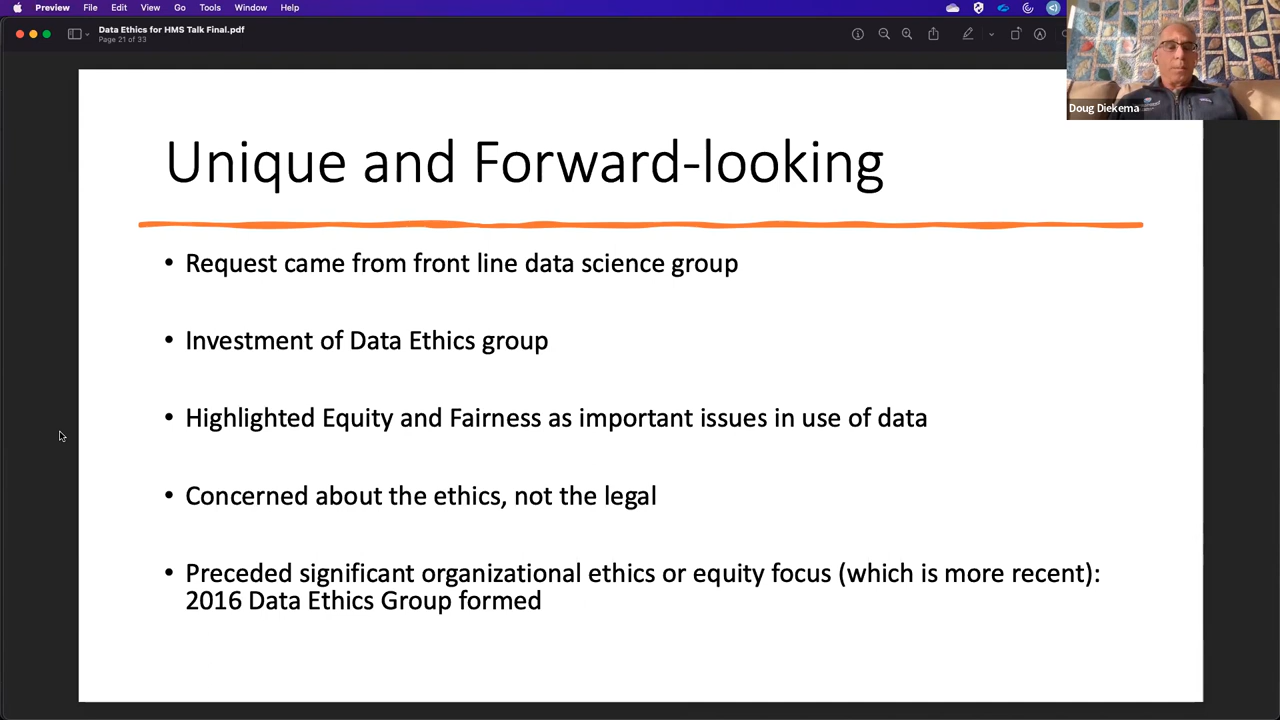 Preview File Edit View Go Tools Window Help
Data Ethics for HMS Talk Final.pdf
Page 21 of 33
Doug Diekema
Unique and Forward-looking
• Request came from front line data science group
• Investment of Data Ethics group
• Highlighted Equity and Fairness as important issues in use of data
• Concerned about the ethics, not the legal
• Preceded significant organizational ethics or equity focus (which is more recent):
2016 Data Ethics Group formed